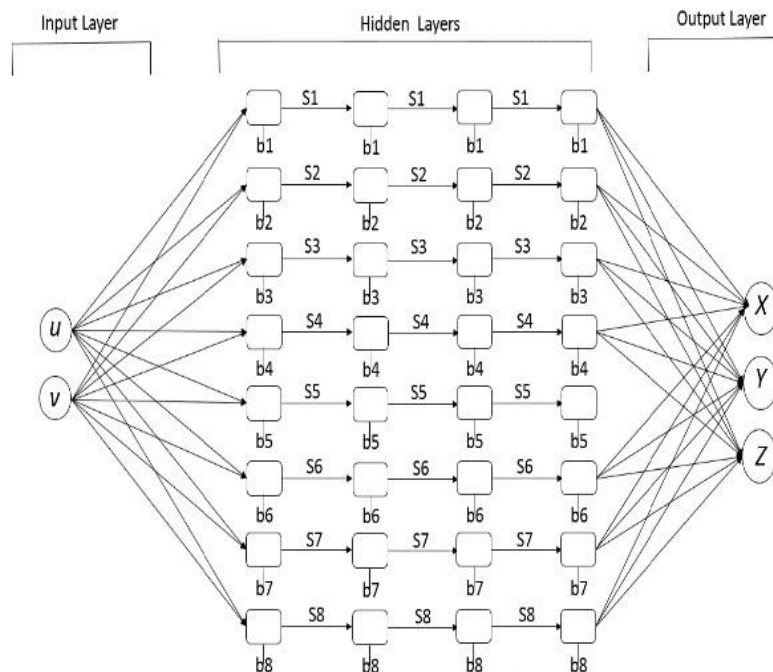 Input Layer Hidden Layers Output Layer
S1 S1 S1
b1 b1 b1 b1
S2 S2 S2
b2 b2 b2 b2
S3 S3 S3
b3 b3 b3 b3
u S4 S4 S4 X
b4 b4 b4 b4
v S5 S5 S5 Y
b5 b5 b5 b5
S6 S6 S6 Z
b6 b6 b6 b6
S7 S7 S7
b7 b7 b7 b7
S8 S8 S8
b8 b8 b8 b8